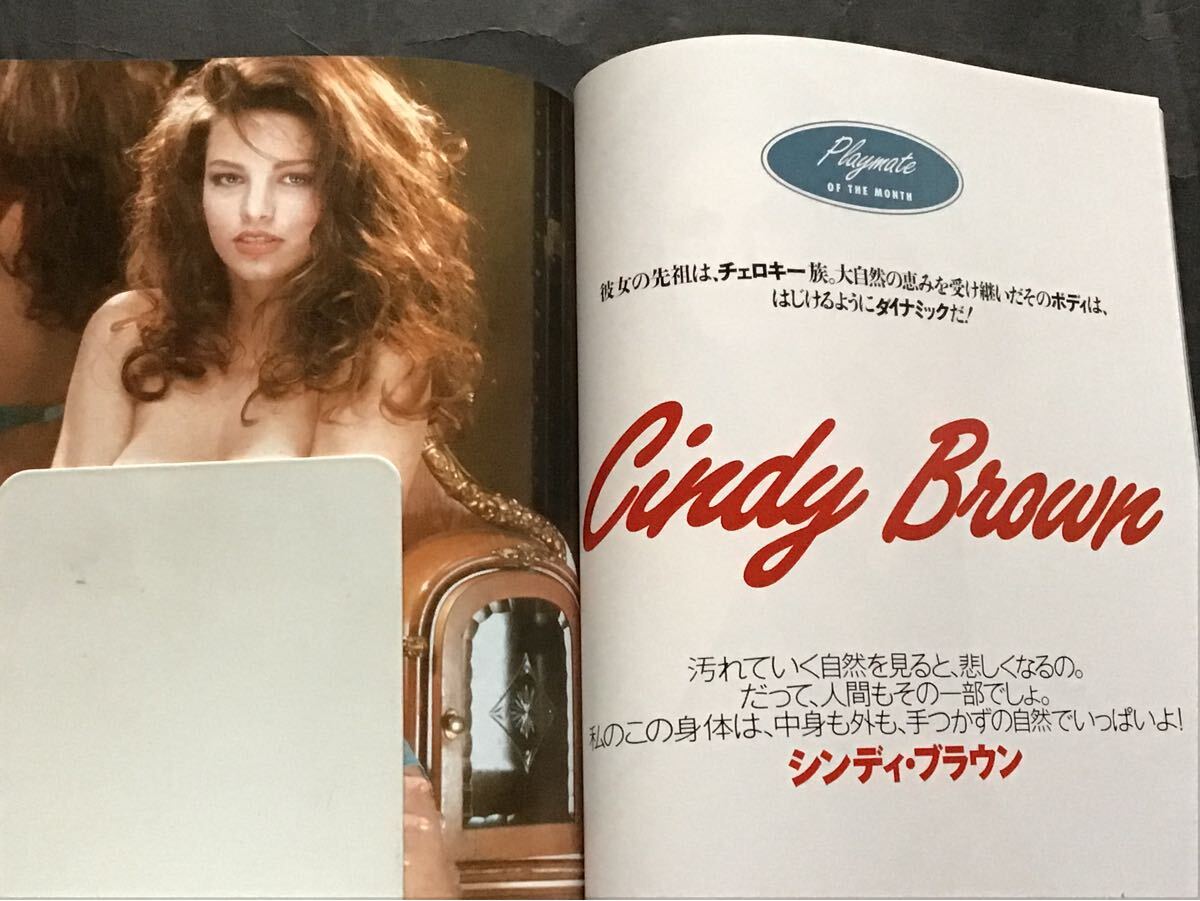 Playmate
OF THE MONTH
彼女の先祖は、チェロキー族。大自然の恵みを受け継いだそのボディは、
はじけるようにダイナミックだ!
Cindy Brown
汚れていく自然を見ると、悲しくなるの。
だって、人間もその一部でしょ。
私のこの身体は、中身も外も、手つかずの自然でいっぱいよ!
シンディ・ブラウン